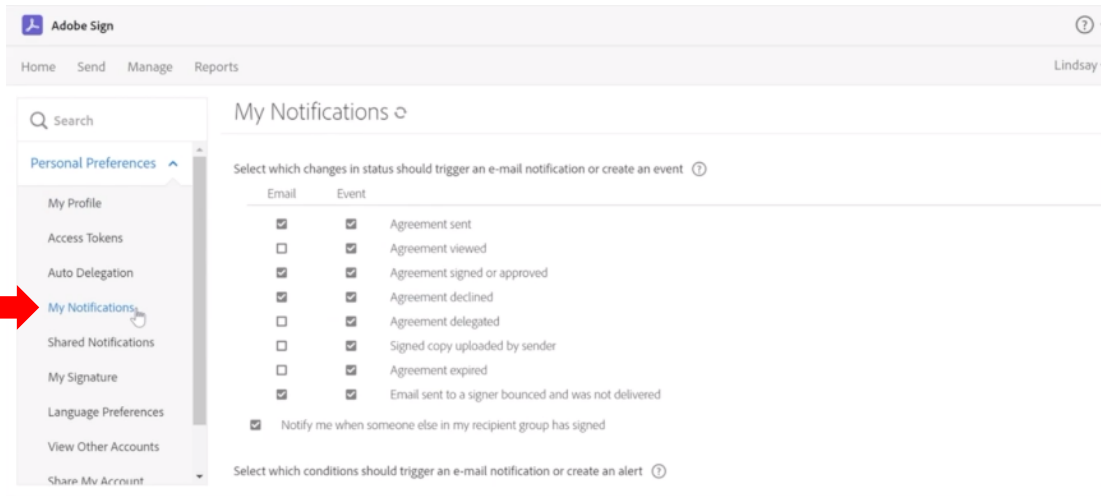 Adobe Sign
Home Send Manage Reports Lindsay
Search
Personal Preferences
My Profile
Access Tokens
Auto Delegation
My Notifications
Shared Notifications
My Signature
Language Preferences
View Other Accounts
Share My Account
My Notifications
Select which changes in status should trigger an e-mail notification or create an event
Email Event
Agreement sent
Agreement viewed
Agreement signed or approved
Agreement declined
Agreement delegated
Signed copy uploaded by sender
Agreement expired
Email sent to a signer bounced and was not delivered
Notify me when someone else in my recipient group has signed
Select which conditions should trigger an e-mail notification or create an alert